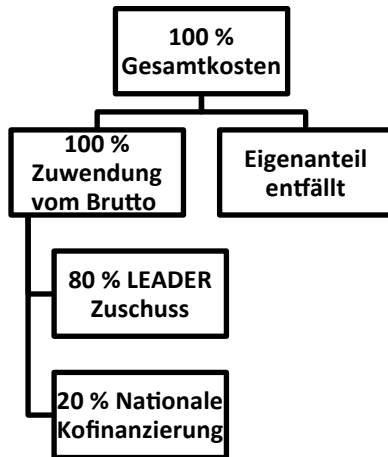 100 %
Gesamtkosten
100 %
Zuwendung
vom Brutto
Eigenanteil
entfällt
80 % LEADER
Zuschuss
20 % Nationale
Kofinanzierung